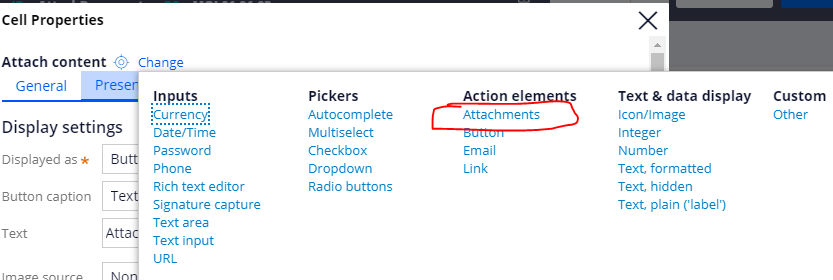 Cell Properties
Attach content Change
General Presen
Inputs
Currency
Date/Time
Password
Phone
Rich text editor
Signature capture
Text area
Text input
URL
Pickers
Autocomplete
Multiselect
Checkbox
Dropdown
Radio buttons
Action elements
Attachments
Button
Email
Link
Text & data display
Icon/Image
Integer
Number
Text, formatted
Text, hidden
Text, plain ('label')
Custom
Other
Display settings
Displayed as * Butt
Button caption Text
Text Attac
Image source Non